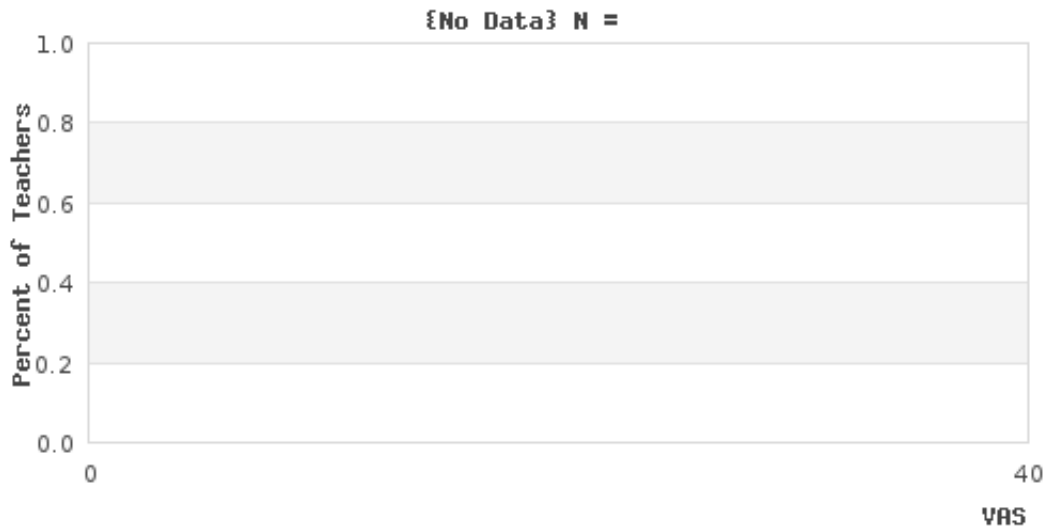 {No Data} N =
1.0
0.8
0.6
0.4
0.2
0.0
Percent of Teachers
0
40
VAS